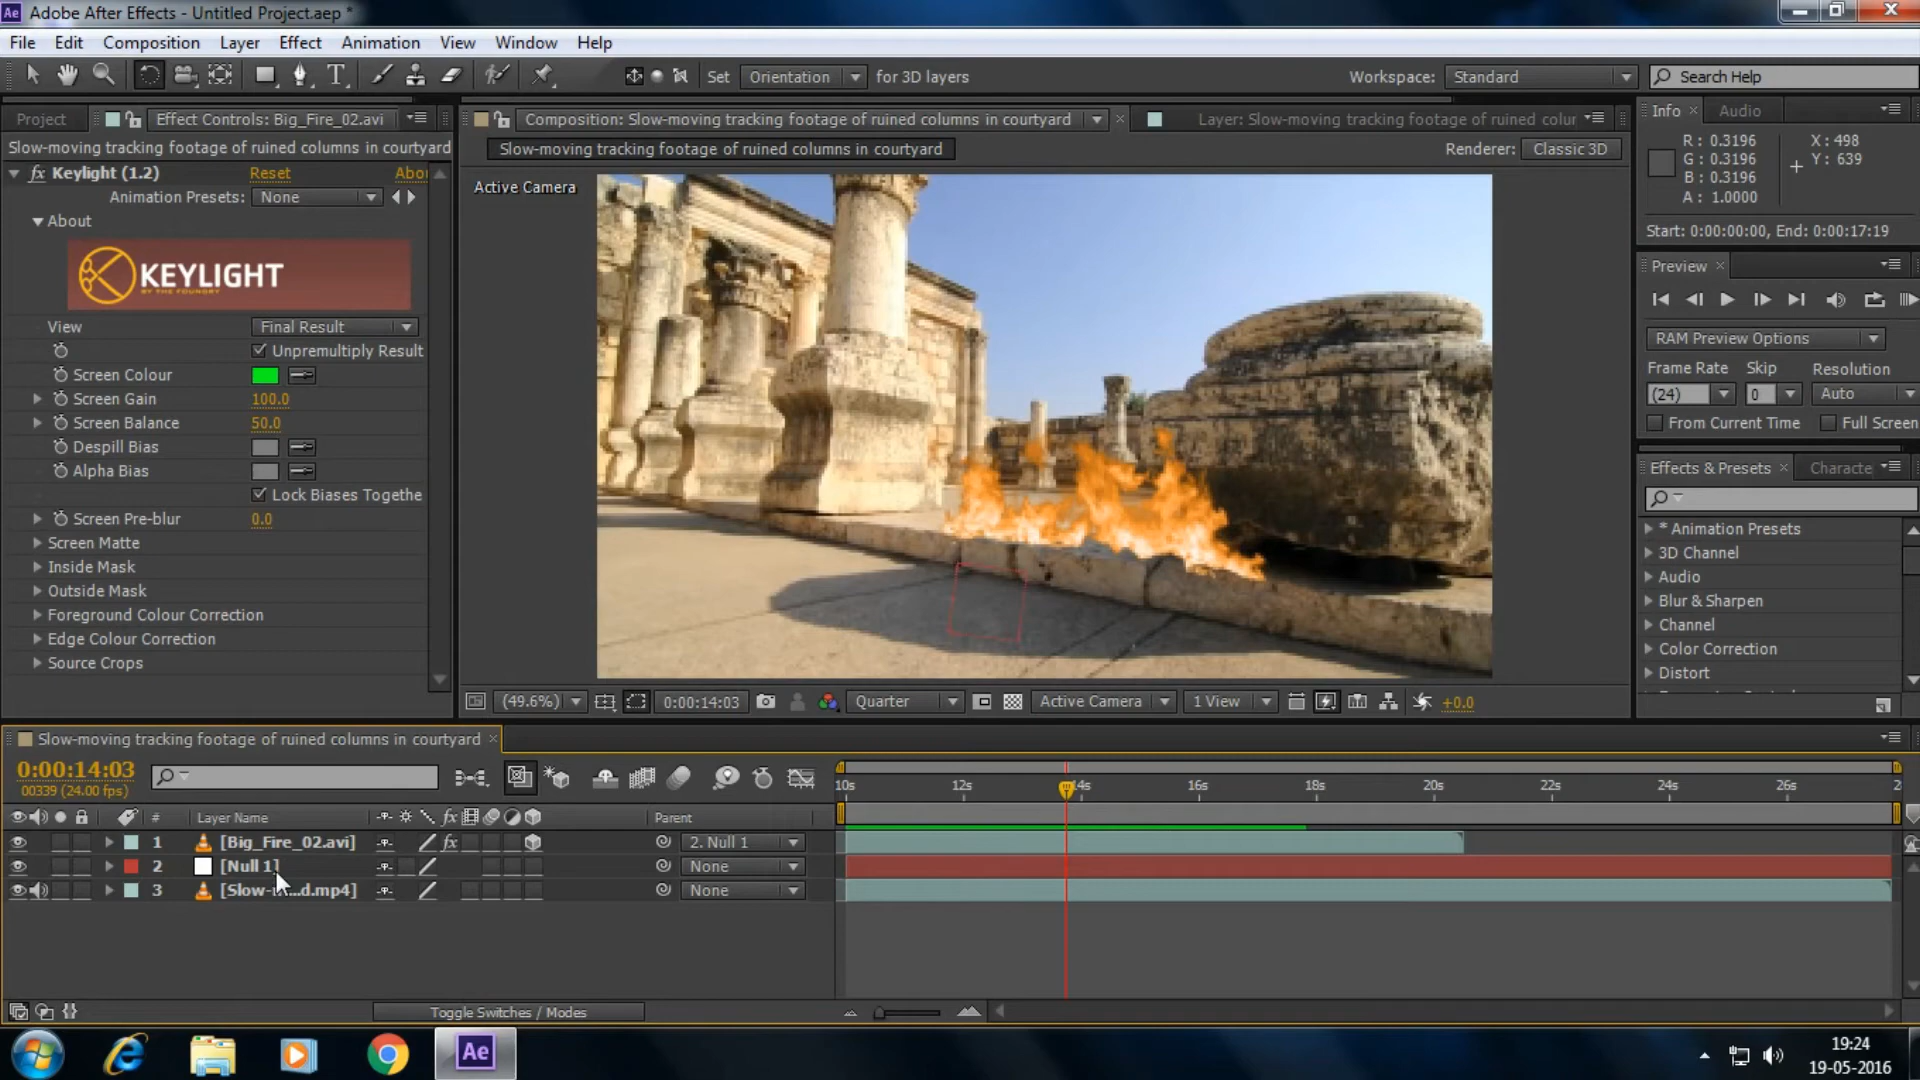 Ae Adobe After Effects - Untitled Project.aep *
File Edit Composition Layer Effect Animation View Window Help
T Set Orientation for 3D layers Workspace: Standard Search Help
Project Effect Controls: Big_Fire_02.avi
Slow-moving tracking footage of ruined columns in courtyard
fx Keylight (1.2) Reset Abou
Animation Presets: None
About
KEYLIGHT
BY THE FOUNDRY
View Final Result
Unpremultiply Result
Screen Colour
Screen Gain 100.0
Screen Balance 50.0
Despill Bias
Alpha Bias
Lock Biases Togethe
Screen Pre-blur 0.0
Screen Matte
Inside Mask
Outside Mask
Foreground Colour Correction
Edge Colour Correction
Source Crops
Composition: Slow-moving tracking footage of ruined columns in courtyard
Layer: Slow-moving tracking footage of ruined colur
Slow-moving tracking footage of ruined columns in courtyard
Renderer: Classic 3D
Active Camera
(49.6%) 0:00:14:03 Quarter Active Camera 1 View +0.0
Info Audio
R : 0.3196 X : 498
G : 0.3196 Y : 639
B : 0.3196
A : 1.0000
Start: 0:00:00:00, End: 0:00:17:19
Preview
RAM Preview Options
Frame Rate Skip Resolution
(24) 0 Auto
From Current Time Full Screen
Effects & Presets Characte
* Animation Presets
3D Channel
Audio
Blur & Sharpen
Channel
Color Correction
Distort
Slow-moving tracking footage of ruined columns in courtyard
0:00:14:03
00339 (24.00 fps)
10s 12s 14s 16s 18s 20s 22s 24s 26s 2
# Layer Name fx Parent
1 [Big_Fire_02.avi] fx 2. Null 1
2 [Null 1] None
3 None
Toggle Switches / Modes
Ae
19:24
19-05-2016